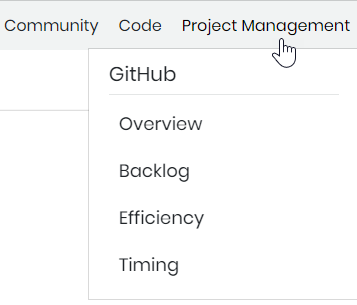 Community Code Project Management
GitHub
Overview
Backlog
Efficiency
Timing